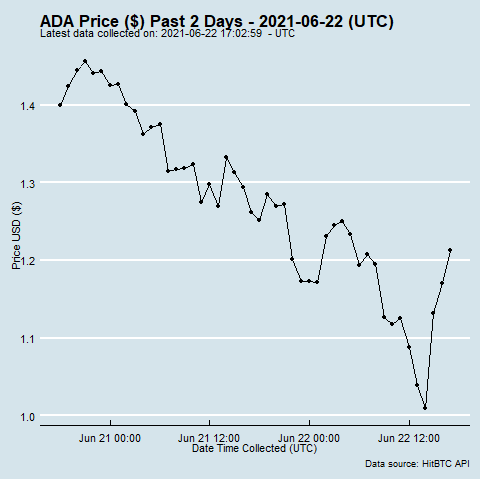 ADA Price ($) Past 2 Days - 2021-06-22 (UTC)
Latest data collected on: 2021-06-22 17:02:59  - UTC
Price USD ($)
1.4
1.3
1.2
1.1
1.0
Jun 21 00:00 Jun 21 12:00 Jun 22 00:00 Jun 22 12:00
Date Time Collected (UTC)
Data source: HitBTC API